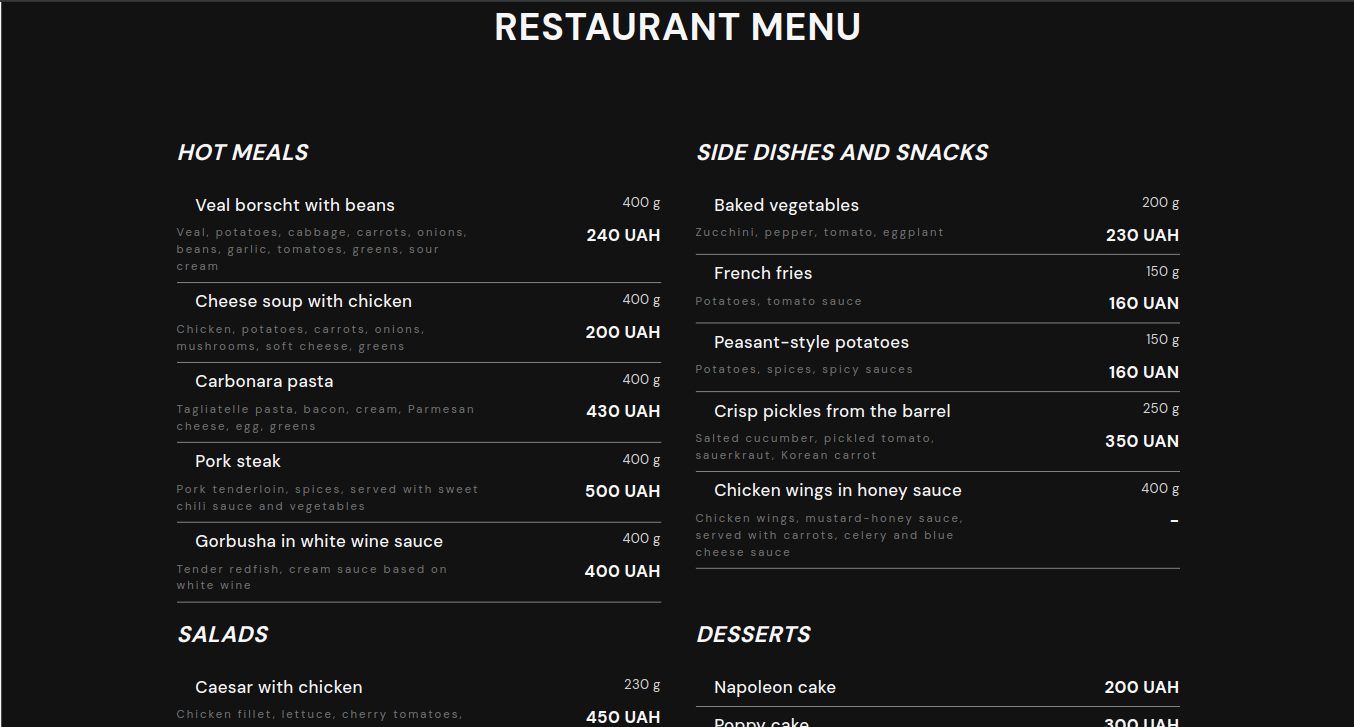 RESTAURANT MENU
HOT MEALS
Veal borscht with beans
400 g
Veal, potatoes, cabbage, carrots, onions,
beans, garlic, tomatoes, greens, sour
cream
240 UAH
Cheese soup with chicken
400 g
Chicken, potatoes, carrots, onions,
mushrooms, soft cheese, greens
200 UAH
Carbonara pasta
400 g
Tagliatelle pasta, bacon, cream, Parmesan
cheese, egg, greens
430 UAH
Pork steak
400 g
Pork tenderloin, spices, served with sweet
chili sauce and vegetables
500 UAH
Gorbusha in white wine sauce
400 g
Tender redfish, cream sauce based on
white wine
400 UAH
SALADS
Caesar with chicken
230 g
Chicken fillet, lettuce, cherry tomatoes,
450 UAH
SIDE DISHES AND SNACKS
Baked vegetables
200 g
Zucchini, pepper, tomato, eggplant
230 UAH
French fries
150 g
Potatoes, tomato sauce
160 UAN
Peasant-style potatoes
150 g
Potatoes, spices, spicy sauces
160 UAN
Crisp pickles from the barrel
250 g
Salted cucumber, pickled tomato,
sauerkraut, Korean carrot
350 UAN
Chicken wings in honey sauce
400 g
Chicken wings, mustard-honey sauce,
served with carrots, celery and blue
cheese sauce
-
DESSERTS
Napoleon cake
200 UAH
Poppy cake
300 UAH